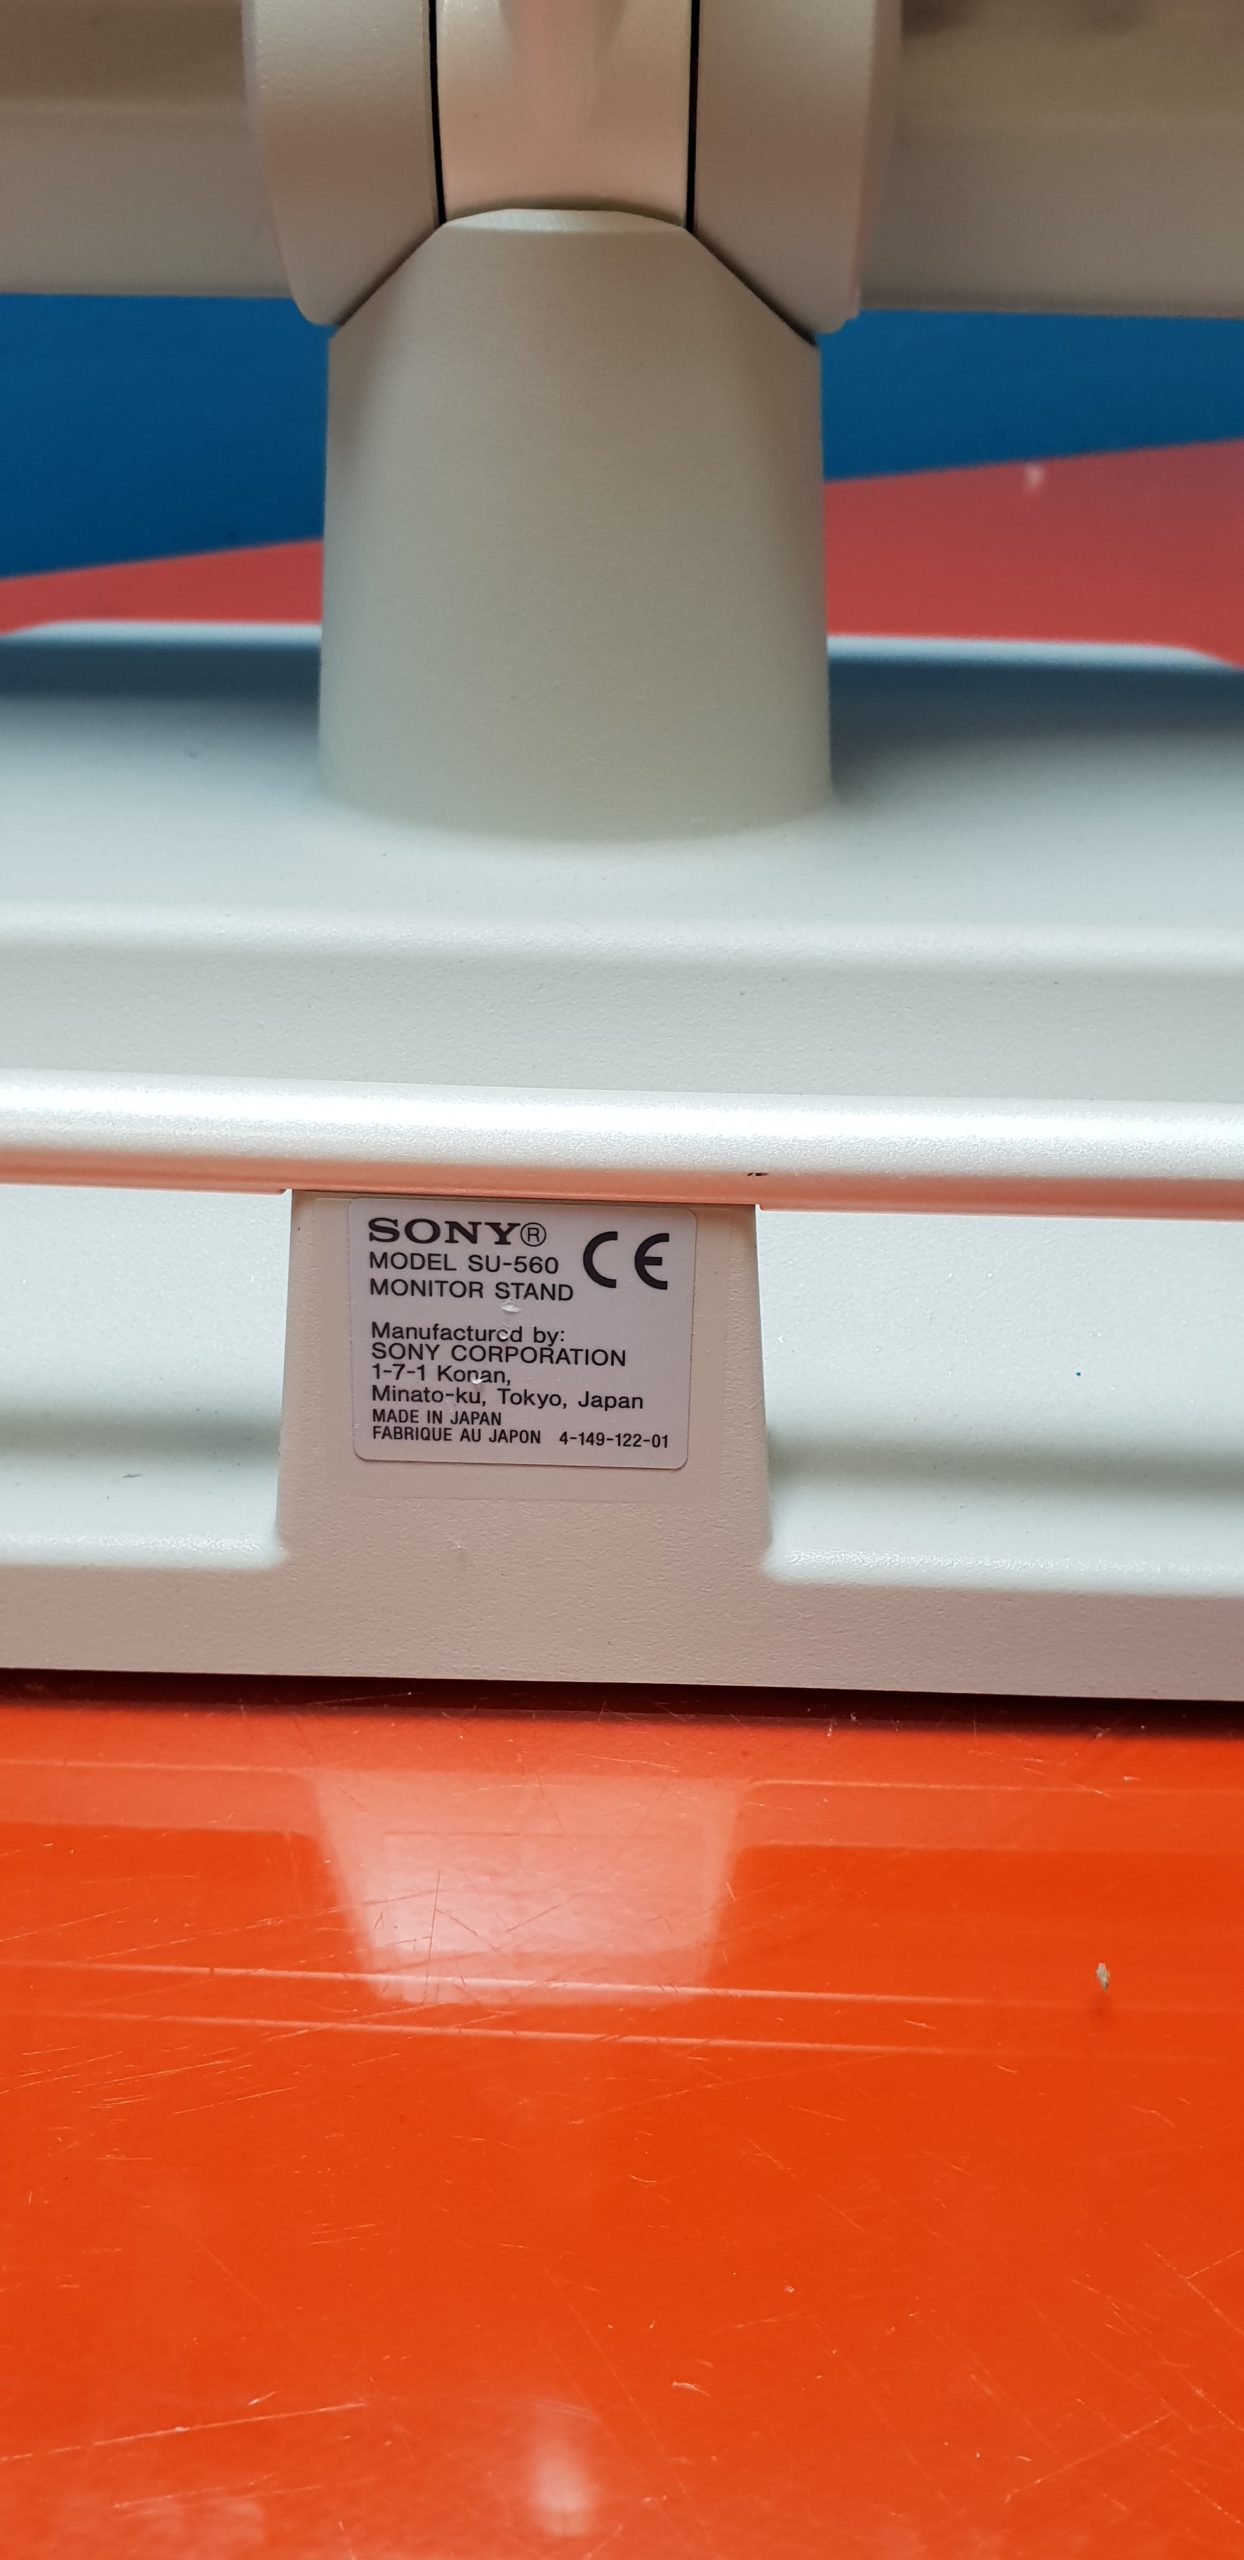 SONY®
MODEL SU-560
MONITOR STAND
CE
Manufactured by:
SONY CORPORATION
1-7-1 Konan,
Minato-ku, Tokyo, Japan
MADE IN JAPAN
FABRIQUE AU JAPON 4-149-122-01